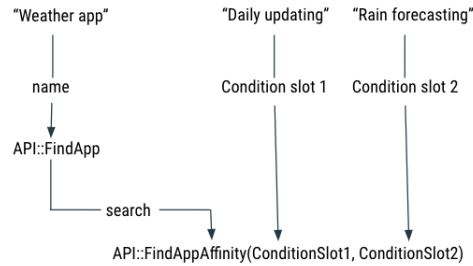 “Weather app” “Daily updating” “Rain forecasting”
name Condition slot 1 Condition slot 2
API::FindApp
search
API::FindAppAffinity(ConditionSlot1, ConditionSlot2)